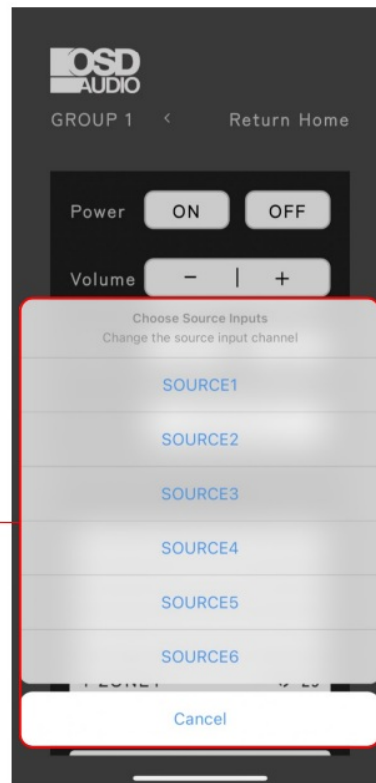 OSD
AUDIO
GROUP 1 < Return Home
Power ON OFF
Volume - | +
Choose Source Inputs
Change the source input channel
SOURCE1
SOURCE2
SOURCE3
SOURCE4
SOURCE5
SOURCE6
Cancel